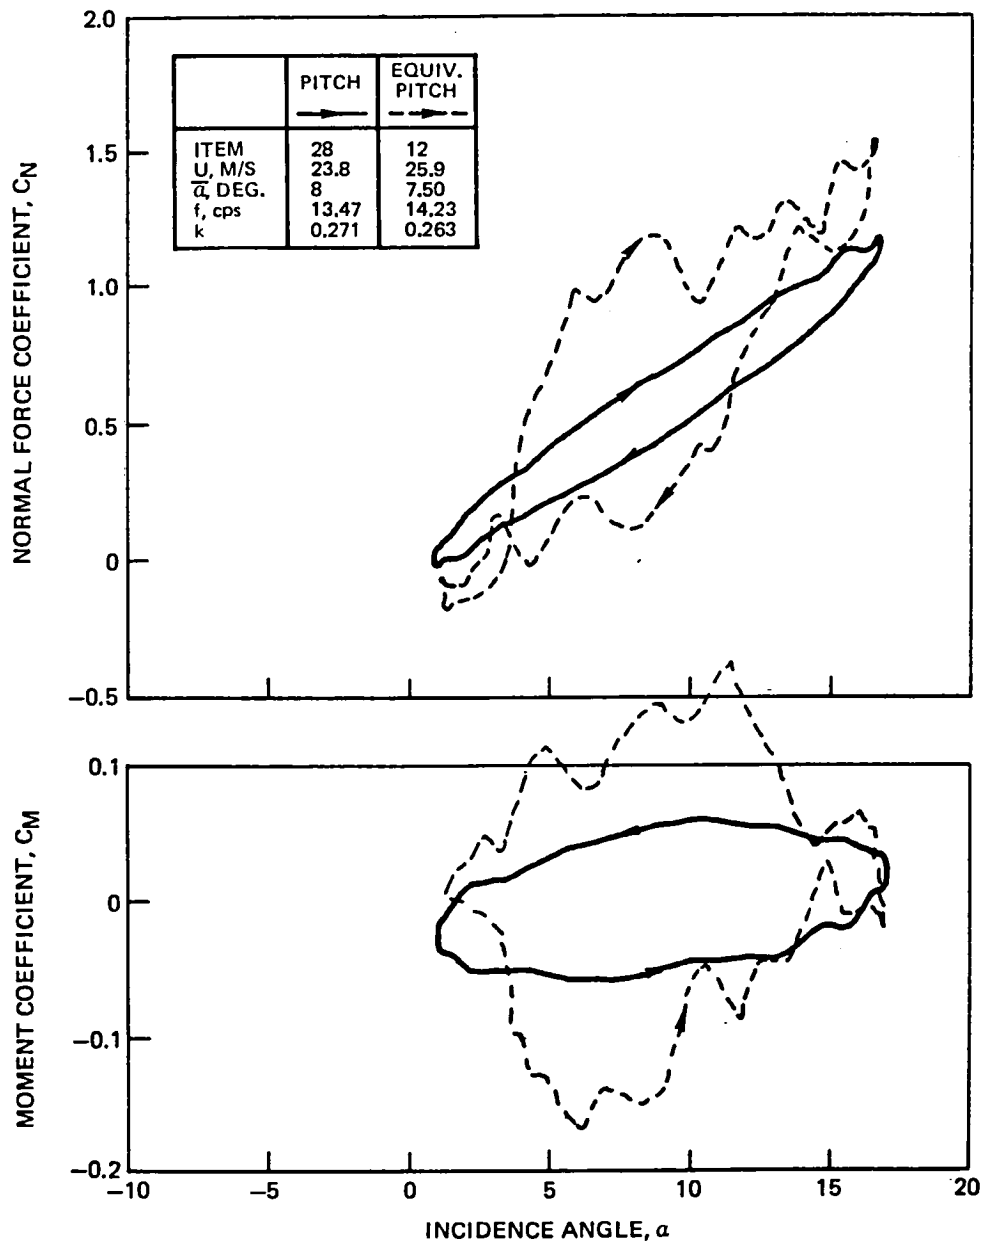 2.0
1.5
1.0
0.5
0
−0.5
NORMAL FORCE COEFFICIENT, CN
PITCH
EQUIV. PITCH
ITEM 28 12
U, M/S 23.8 25.9
α̅, DEG. 8 7.50
f, cps 13.47 14.23
k 0.271 0.263
0.1
0
−0.1
−0.2
MOMENT COEFFICIENT, CM
−10 −5 0 5 10 15 20
INCIDENCE ANGLE, α